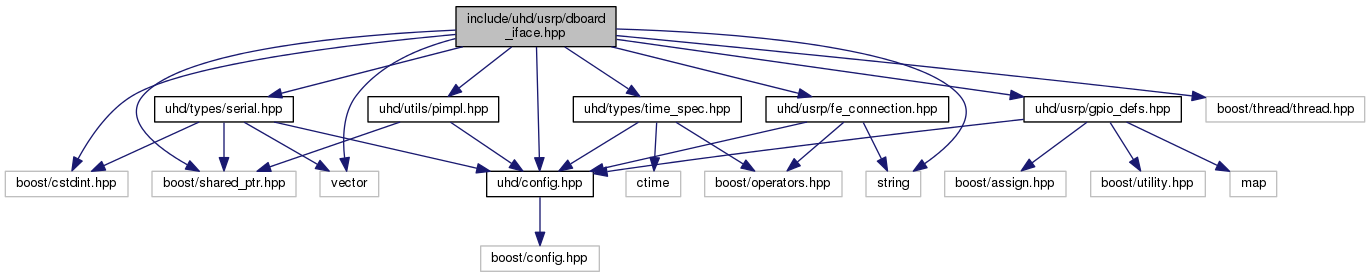 include/uhd/usrp/dboard
_iface.hpp
uhd/types/serial.hpp
uhd/utils/pimpl.hpp
uhd/types/time_spec.hpp
uhd/usrp/fe_connection.hpp
uhd/usrp/gpio_defs.hpp
boost/thread/thread.hpp
boost/cstdint.hpp
boost/shared_ptr.hpp
vector
uhd/config.hpp
ctime
boost/operators.hpp
string
boost/assign.hpp
boost/utility.hpp
map
boost/config.hpp